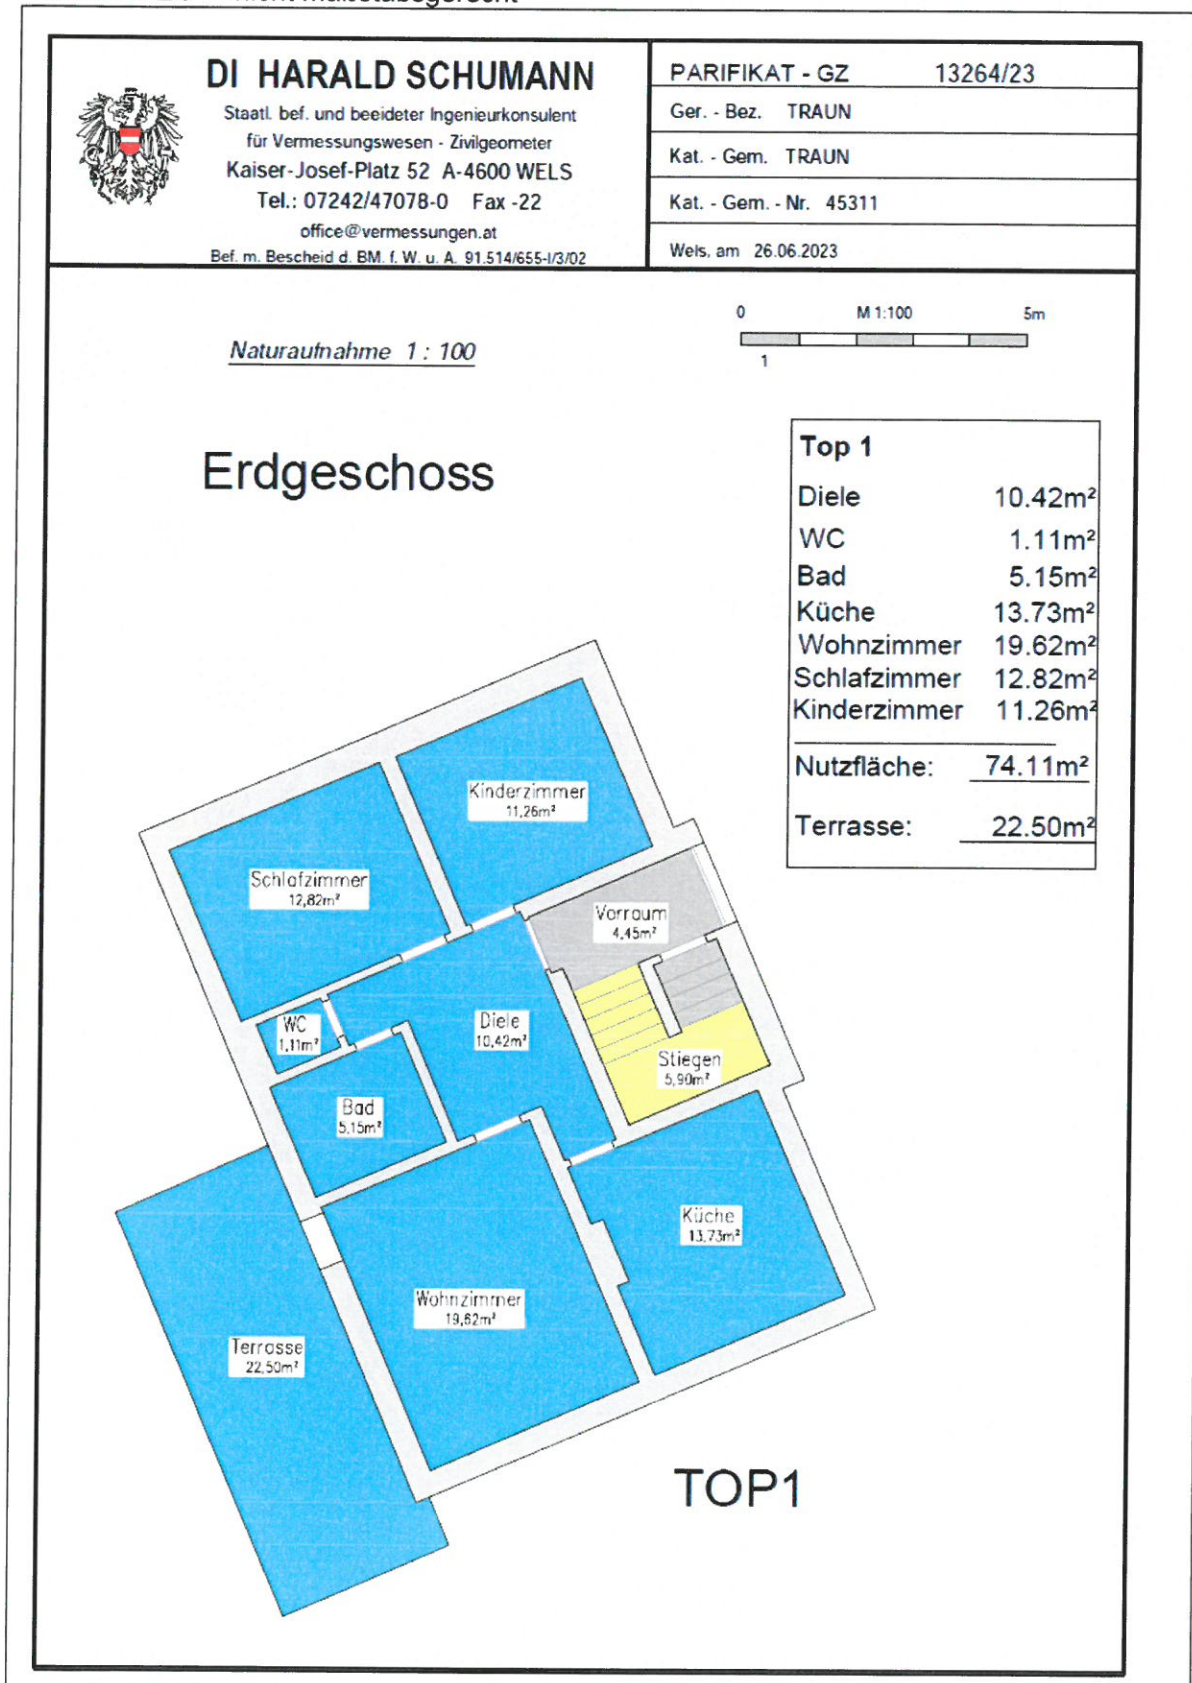 DI HARALD SCHUMANN
Staatl. bef. und beeideter Ingenieurkonsulent
für Vermessungswesen - Zivilgeometer
Kaiser-Josef-Platz 52 A-4600 WELS
Tel.: 07242/47078-0 Fax -22
office@vermessungen.at
Bef. m. Bescheid d. BM. f. W. u. A. 91.514/655-I/3/02
PARIFIKAT - GZ 13264/23
Ger. - Bez. TRAUN
Kat. - Gem. TRAUN
Kat. - Gem. - Nr. 45311
Wels, am 26.06.2023
Naturaufnahme 1 : 100
0 M 1:100 5m
1
Erdgeschoss
Top 1
Diele 10.42m²
WC 1.11m²
Bad 5.15m²
Küche 13.73m²
Wohnzimmer 19.62m²
Schlafzimmer 12.82m²
Kinderzimmer 11.26m²
Nutzfläche: 74.11m²
Terrasse: 22.50m²
Kinderzimmer
11,26m²
Schlafzimmer
12,82m²
Vorraum
4,45m²
WC
1,11m²
Diele
10,42m²
Stiegen
5,90m²
Bad
5,15m²
Küche
13,73m²
Wohnzimmer
19,62m²
Terrasse
22,50m²
TOP1